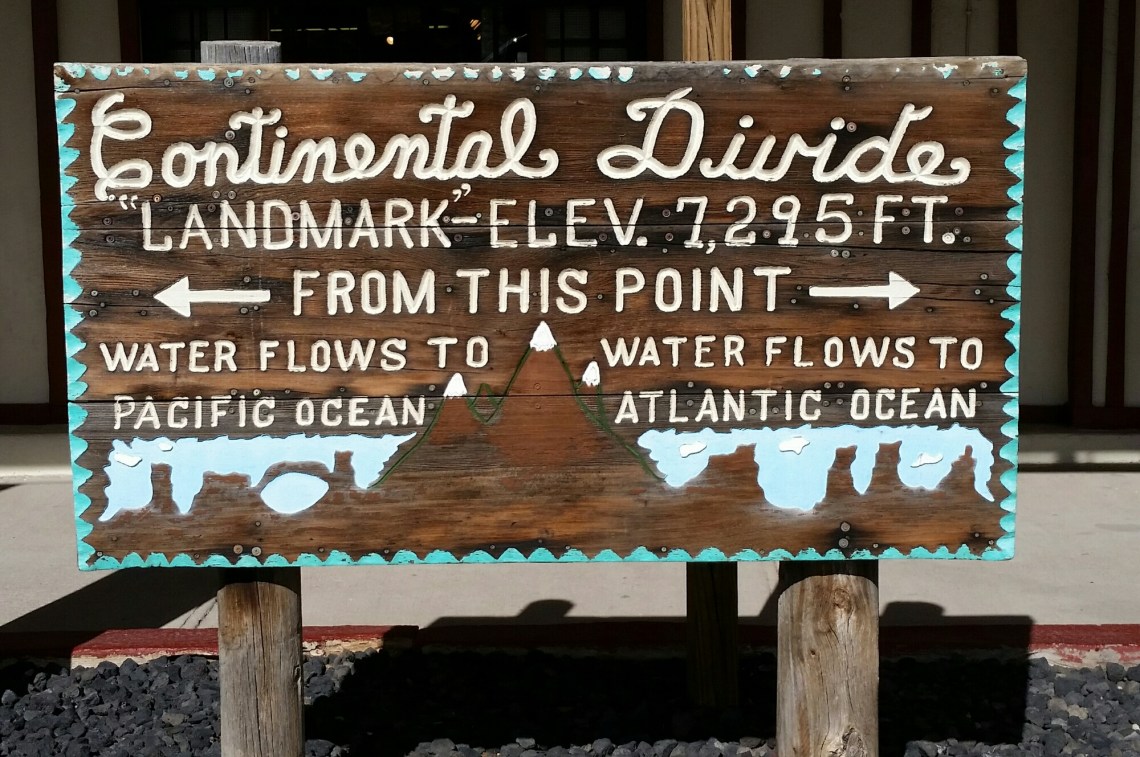 Continental Divide
"LANDMARK"-ELEV. 7,295 FT.
FROM THIS POINT
WATER FLOWS TO WATER FLOWS TO
PACIFIC OCEAN ATLANTIC OCEAN